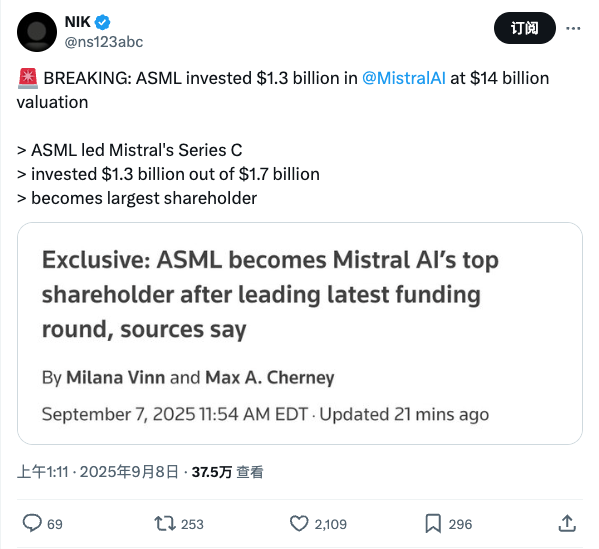 NIK
订阅
@ns123abc
🚨 BREAKING: ASML invested $1.3 billion in @MistralAI at $14 billion
valuation
> ASML led Mistral's Series C
> invested $1.3 billion out of $1.7 billion
> becomes largest shareholder
Exclusive: ASML becomes Mistral AI’s top
shareholder after leading latest funding
round, sources say
By Milana Vinn and Max A. Cherney
September 7, 2025 11:54 AM EDT · Updated 21 mins ago
上午1:11 · 2025年9月8日 · 37.5万 查看
69 253 2,109 296